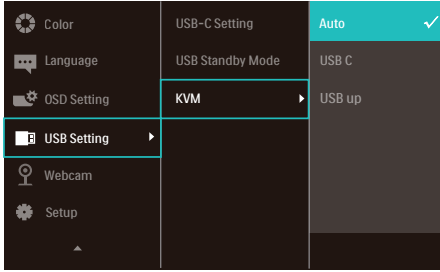 Color
Language
OSD Setting
USB Setting
Webcam
Setup
USB-C Setting
USB Standby Mode
KVM
Auto
USB C
USB up